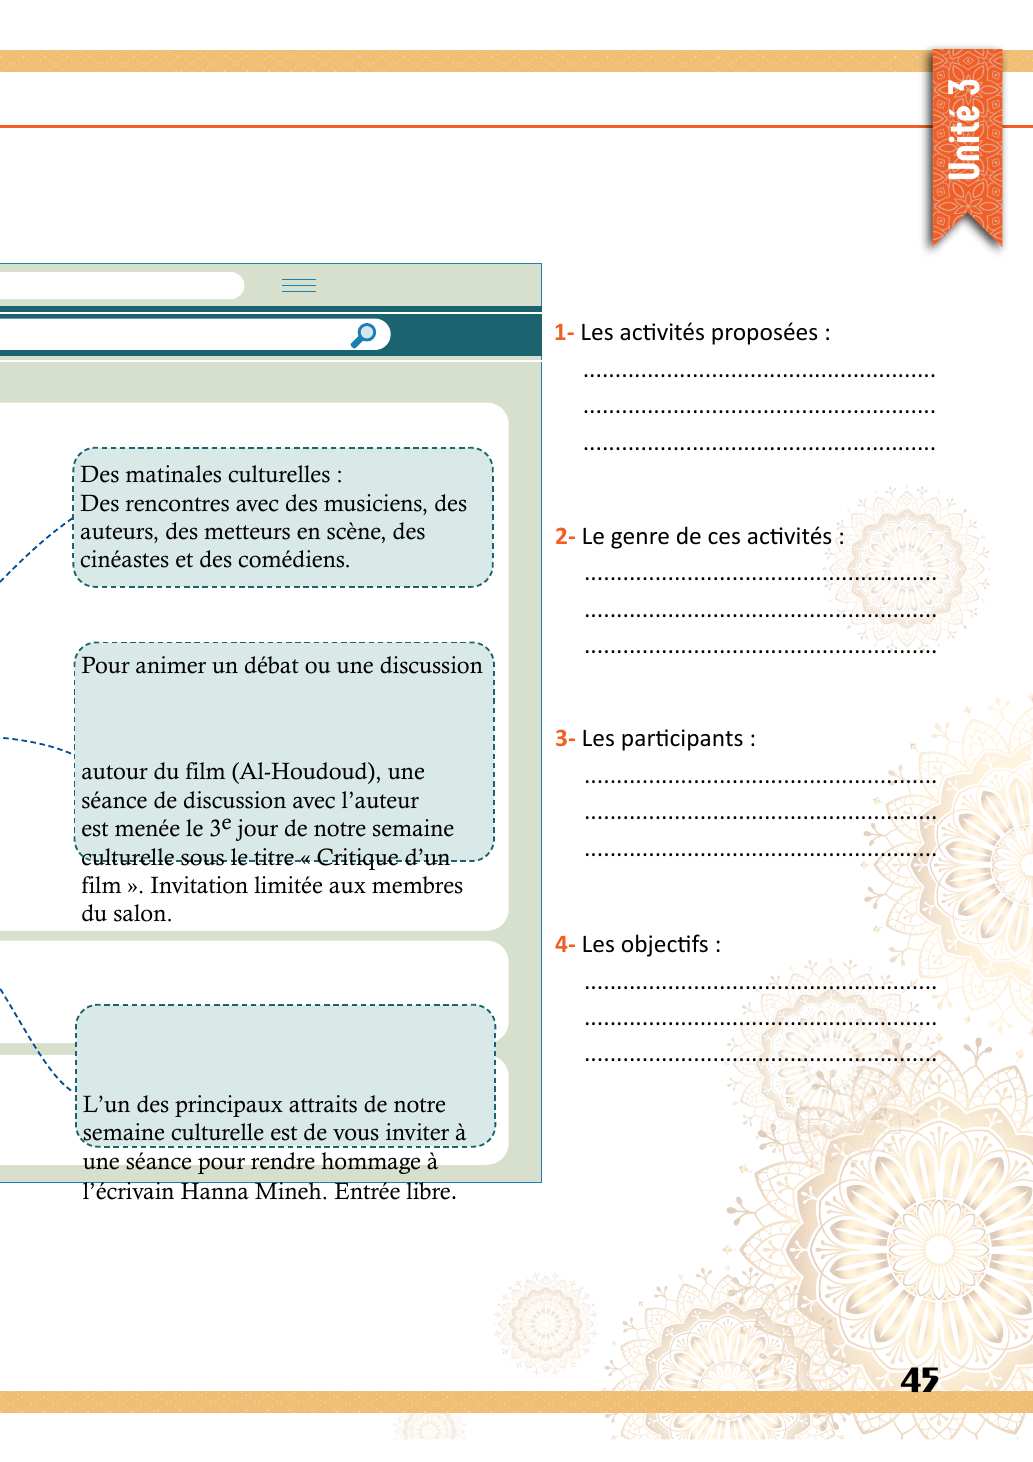 Unité 3
Des matinales culturelles :
Des rencontres avec des musiciens, des
auteurs, des metteurs en scène, des
cinéastes et des comédiens.
Pour animer un débat ou une discussion
autour du film (Al-Houdoud), une
séance de discussion avec l’auteur
est menée le 3e jour de notre semaine
culturelle sous le titre « Critique d’un
film ». Invitation limitée aux membres
du salon.
L’un des principaux attraits de notre
semaine culturelle est de vous inviter à
une séance pour rendre hommage à
l’écrivain Hanna Mineh. Entrée libre.
1- Les activités proposées :
.......................................................
.......................................................
.......................................................
2- Le genre de ces activités :
.......................................................
.......................................................
.......................................................
3- Les participants :
.......................................................
.......................................................
.......................................................
4- Les objectifs :
.......................................................
.......................................................
.......................................................
45